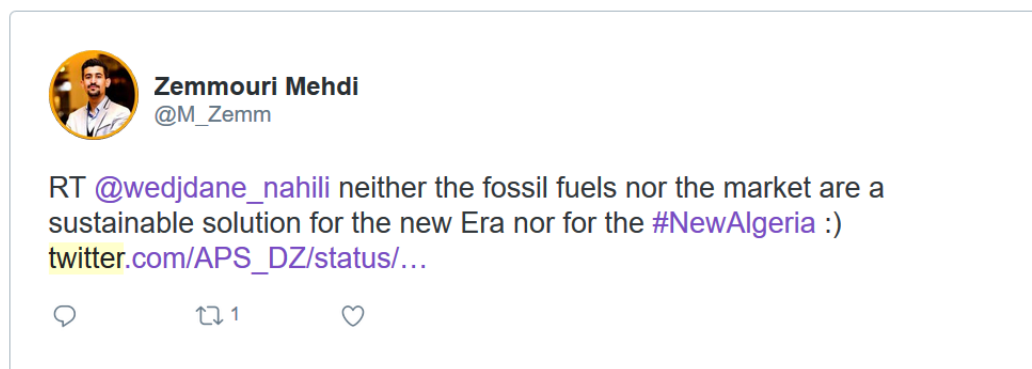 Zemmouri Mehdi
@M_Zemm
RT @wedjdane_nahili neither the fossil fuels nor the market are a
sustainable solution for the new Era nor for the #NewAlgeria :)
twitter.com/APS_DZ/status/…
1